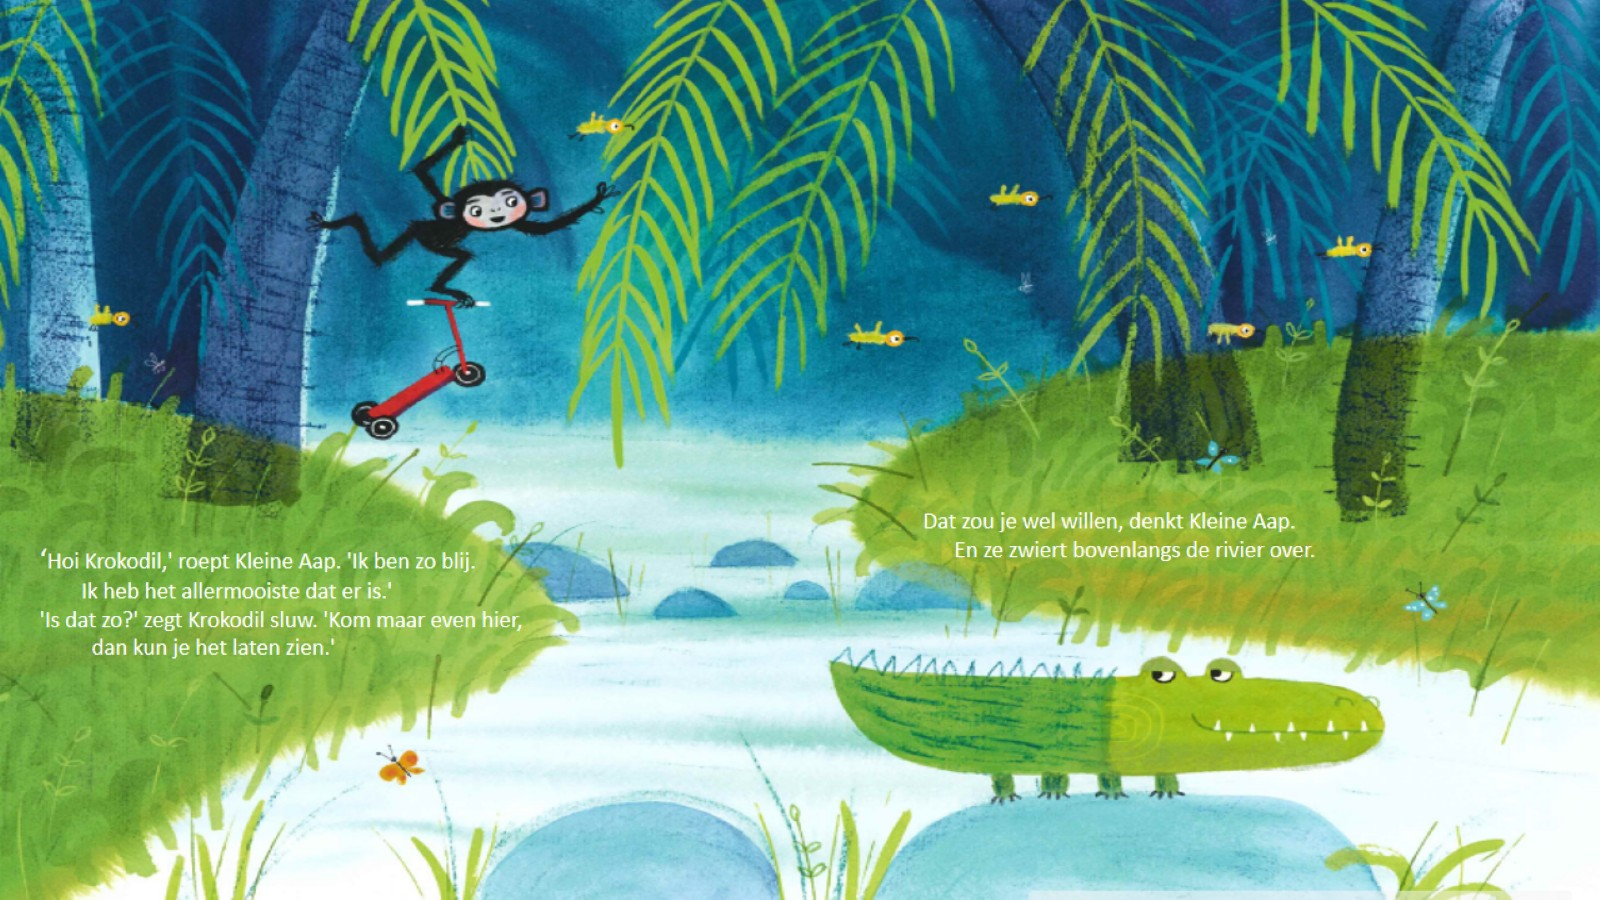 ‘Hoi Krokodil,' roept Kleine Aap. 'Ik ben zo blij.
Ik heb het allermooiste dat er is.'
'Is dat zo?' zegt Krokodil sluw. 'Kom maar even hier,
dan kun je het laten zien.'
Dat zou je wel willen, denkt Kleine Aap.
En ze zwiert bovenlangs de rivier over.